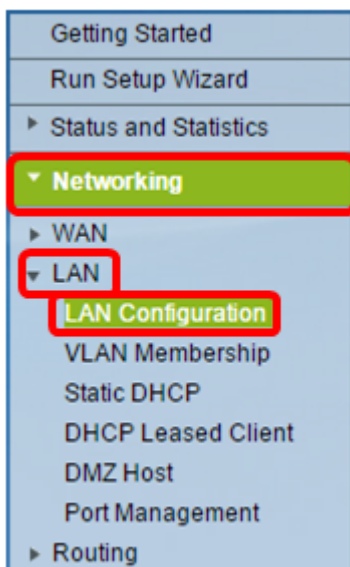 Getting Started
Run Setup Wizard
Status and Statistics
Networking
WAN
LAN
LAN Configuration
VLAN Membership
Static DHCP
DHCP Leased Client
DMZ Host
Port Management
Routing